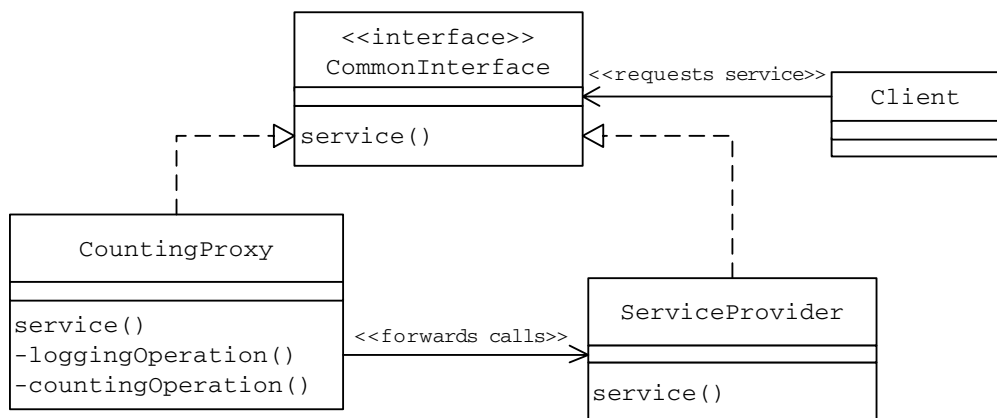 <<interface>>
CommonInterface
<<requests service>>
Client
service()
CountingProxy
service()
-loggingOperation()
-countingOperation()
<<forwards calls>>
ServiceProvider
service()